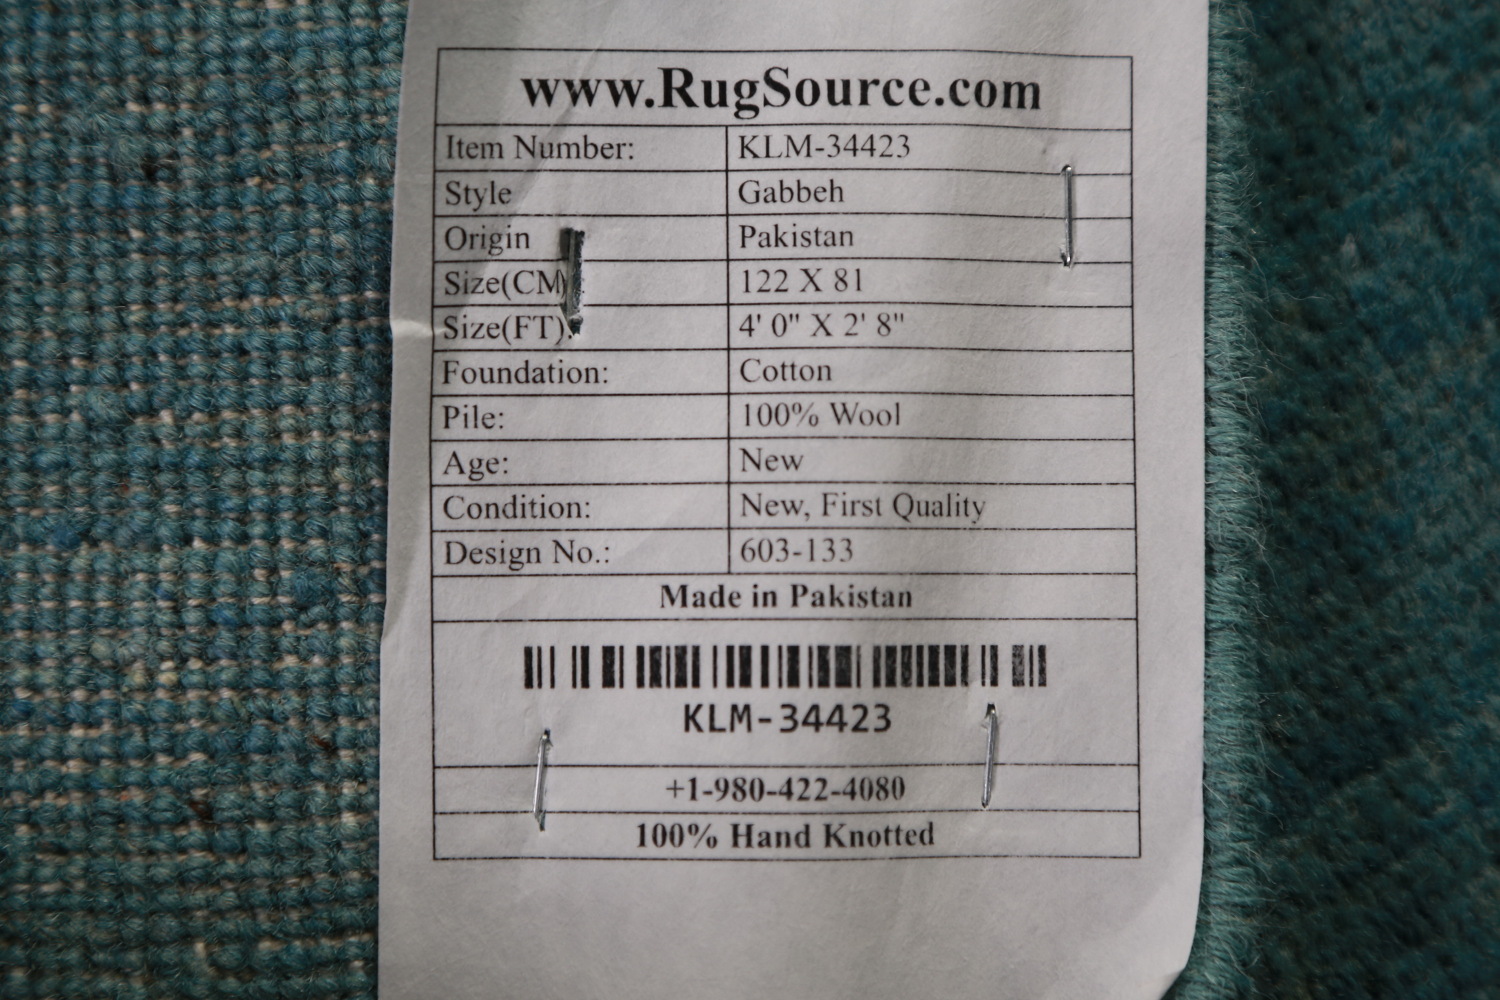 www.RugSource.com
Item Number: KLM-34423
Style Gabbeh
Origin Pakistan
Size(CM) 122 X 81
Size(FT): 4' 0" X 2' 8"
Foundation: Cotton
Pile: 100% Wool
Age: New
Condition: New, First Quality
Design No.: 603-133
Made in Pakistan
KLM-34423
+1-980-422-4080
100% Hand Knotted